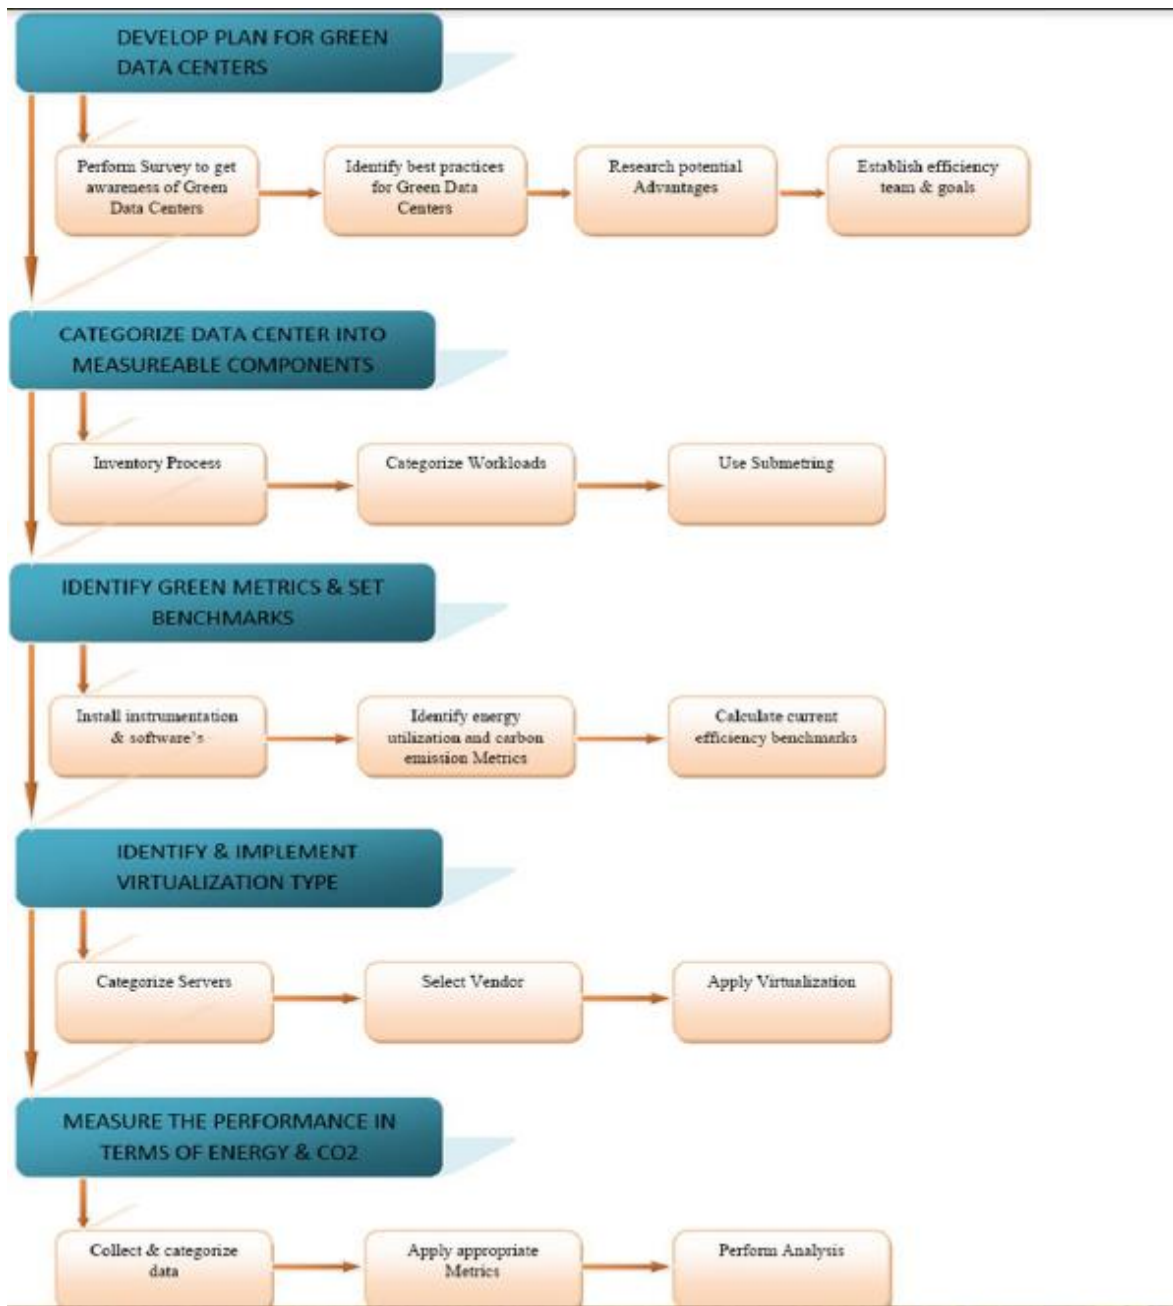 DEVELOP PLAN FOR GREEN
DATA CENTERS
Perform Survey to get
awareness of Green
Data Centers
Identify best practices
for Green Data
Centers
Research potential
Advantages
Establish efficiency
team & goals
CATEGORIZE DATA CENTER INTO
MEASUREABLE COMPONENTS
Inventory Process
Categorize Workloads
Use Submetring
IDENTIFY GREEN METRICS & SET
BENCHMARKS
Install instrumentation
& software's
Identify energy
utilization and carbon
emission Metrics
Calculate current
efficiency benchmarks
IDENTIFY & IMPLEMENT
VIRTUALIZATION TYPE
Categorize Servers
Select Vendor
Apply Virtualization
MEASURE THE PERFORMANCE IN
TERMS OF ENERGY & CO2
Collect & categorize
data
Apply appropriate
Metrics
Perform Analysis